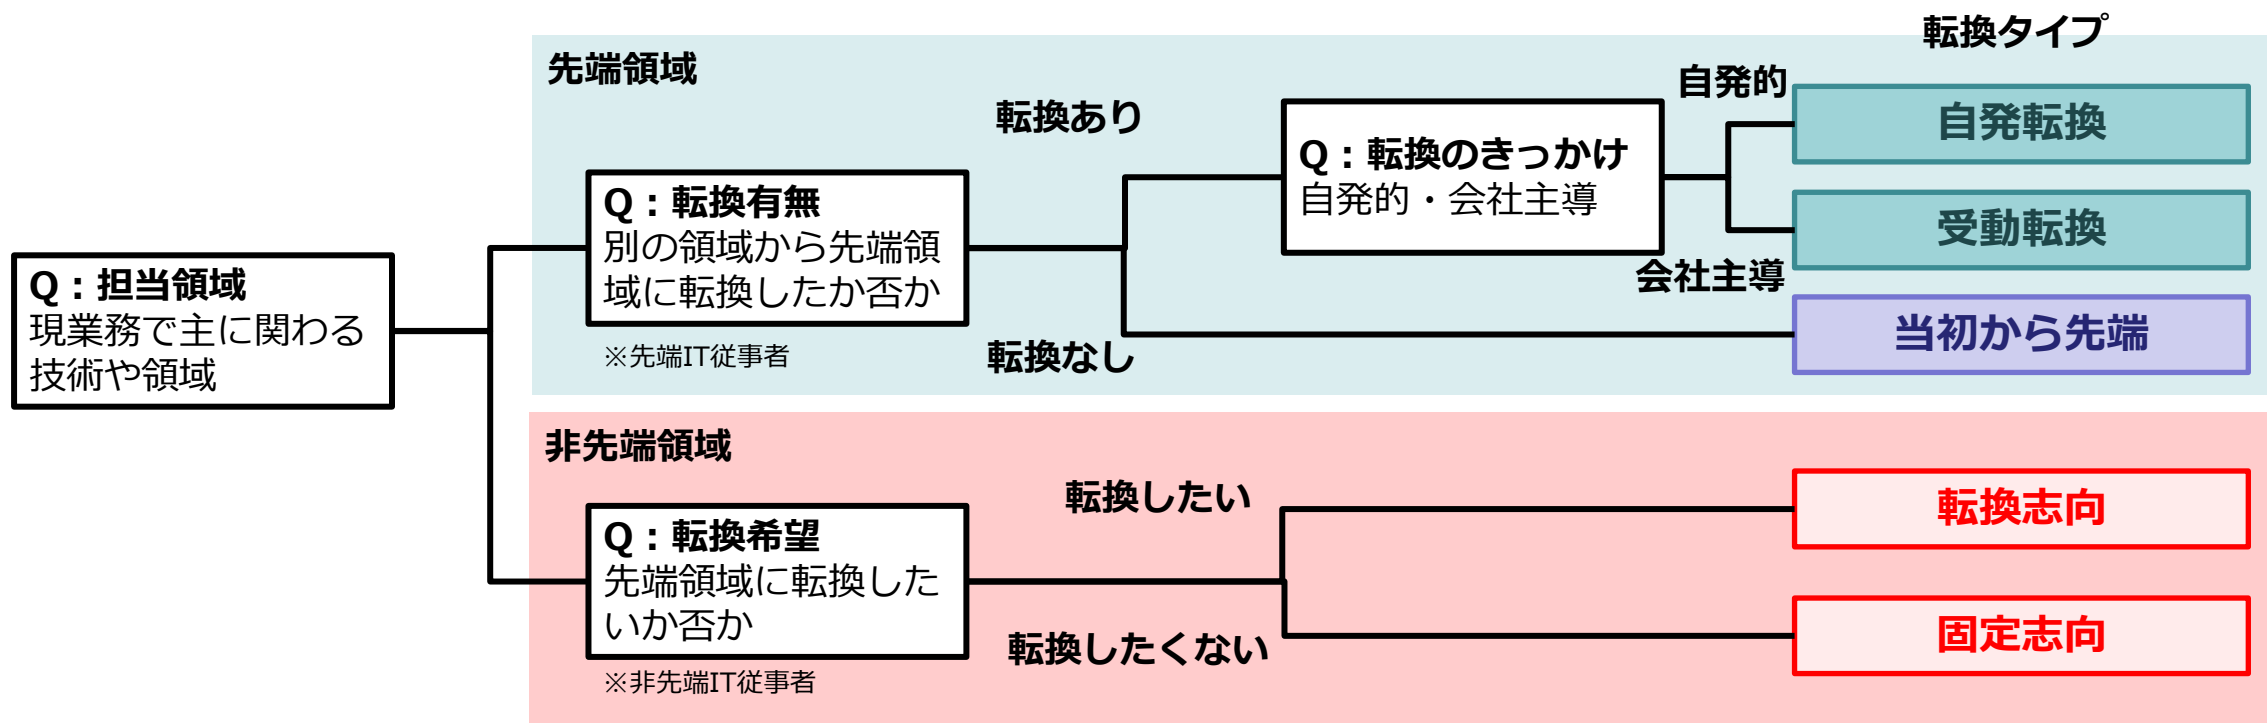 転換タイプ
先端領域
自発的
転換あり
自発転換
Q：転換のきっかけ
自発的・会社主導
Q：転換有無
別の領域から先端領
域に転換したか否か
受動転換
会社主導
Q：担当領域
現業務で主に関わる
技術や領域
※先端IT従事者
転換なし
当初から先端
非先端領域
転換したい
転換志向
Q：転換希望
先端領域に転換した
いか否か
転換したくない
固定志向
※非先端IT従事者